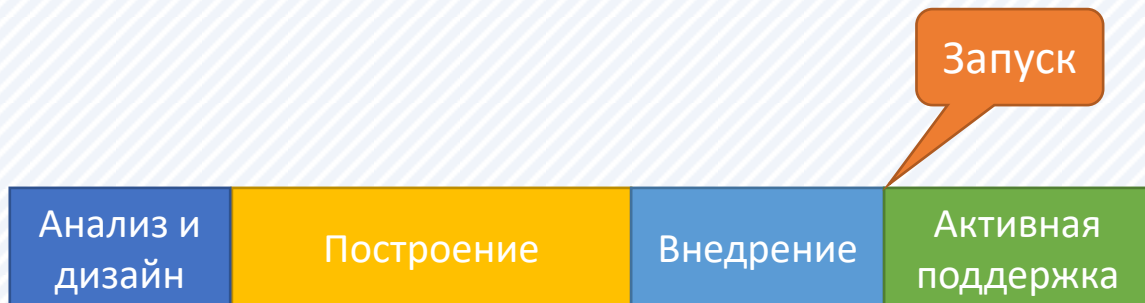 Запуск
Анализ и
дизайн
Построение
Внедрение
Активная
поддержка